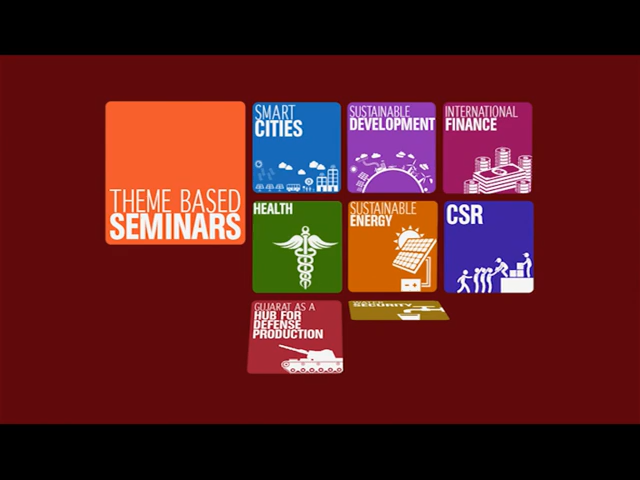 THEME BASED
SEMINARS
SMART
CITIES
SUSTAINABLE
DEVELOPMENT
INTERNATIONAL
FINANCE
HEALTH
SUSTAINABLE
ENERGY
CSR
GUJARAT AS A
HUB FOR
DEFENSE
PRODUCTION
SECURITY